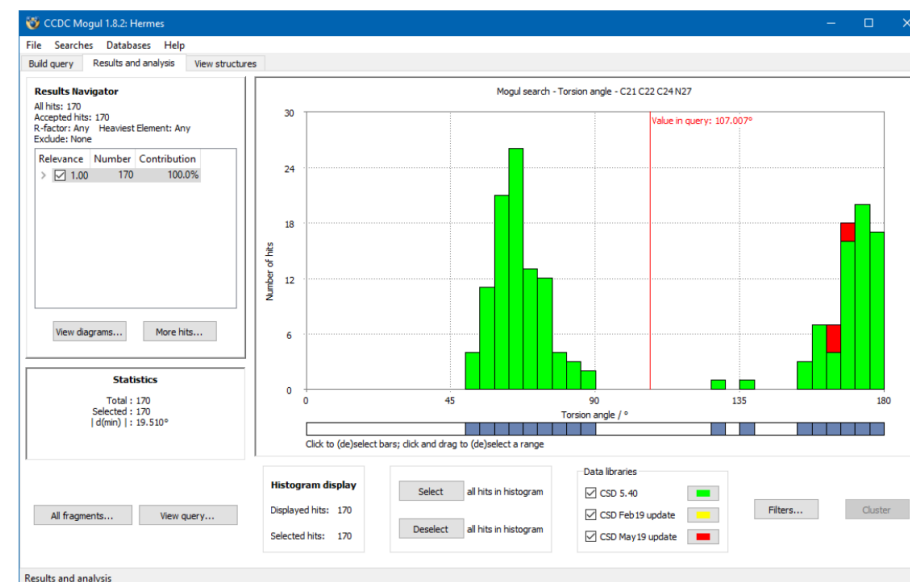 CCDC Mogul 1.8.2: Hermes
File Searches Databases Help
Build query Results and analysis View structures
Results Navigator
All hits: 170
Accepted hits: 170
R-factor: Any Heaviest Element: Any
Exclude: None
Relevance Number Contribution
1.00 170 100.0%
View diagrams... More hits...
Statistics
Total : 170
Selected : 170
| d(min) | : 19.510°
All fragments... View query...
Mogul search - Torsion angle - C21 C22 C24 N27
Value in query: 107.007°
Number of hits
30
24
18
12
6
0
0 45 90 135 180
Torsion angle / °
Click to (de)select bars; click and drag to (de)select a range
Histogram display
Displayed hits: 170
Selected hits: 170
Select all hits in histogram
Deselect all hits in histogram
Data libraries
CSD 5.40
CSD Feb19 update
CSD May19 update
Filters... Cluster
Results and analysis